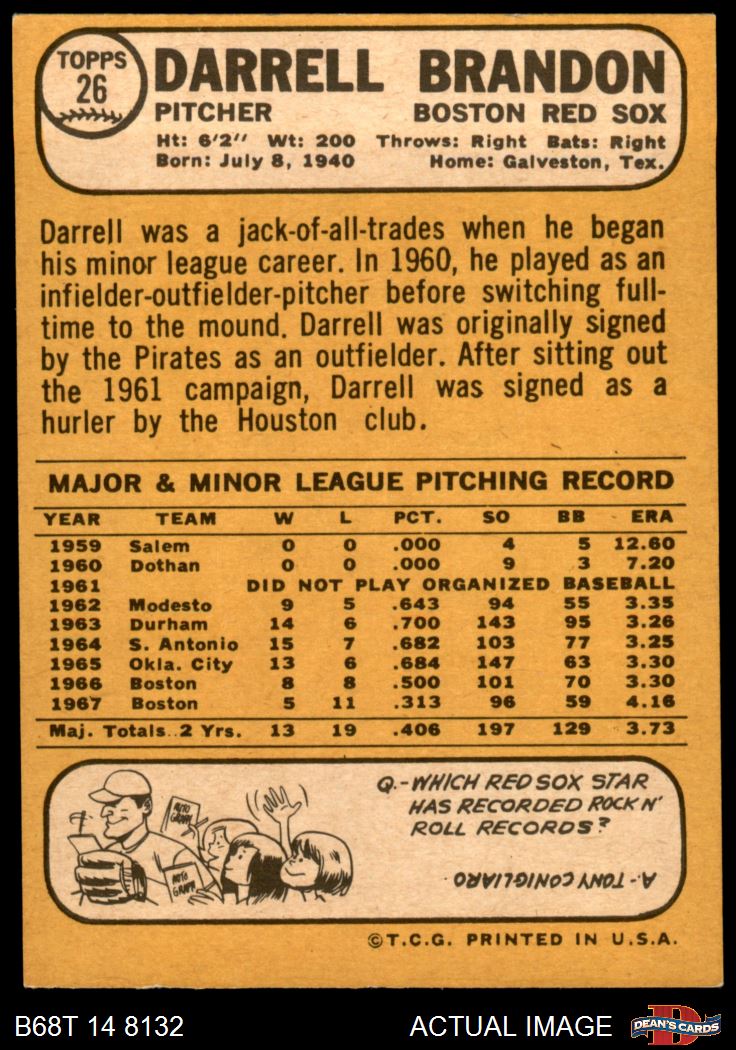 TOPPS
26
DARRELL BRANDON
PITCHER BOSTON RED SOX
Ht: 6'2" Wt: 200 Throws: Right Bats: Right
Born: July 8, 1940 Home: Galveston, Tex.
Darrell was a jack-of-all-trades when he began
his minor league career. In 1960, he played as an
infielder-outfielder-pitcher before switching full-
time to the mound. Darrell was originally signed
by the Pirates as an outfielder. After sitting out
the 1961 campaign, Darrell was signed as a
hurler by the Houston club.
MAJOR & MINOR LEAGUE PITCHING RECORD
YEAR TEAM W L PCT. SO BB ERA
1959 Salem 0 0 .000 4 5 12.60
1960 Dothan 0 0 .000 9 3 7.20
1961 DID NOT PLAY ORGANIZED BASEBALL
1962 Modesto 9 5 .643 94 55 3.35
1963 Durham 14 6 .700 143 95 3.26
1964 S. Antonio 15 7 .682 103 77 3.25
1965 Okla. City 13 6 .684 147 63 3.30
1966 Boston 8 8 .500 101 70 3.30
1967 Boston 5 11 .313 96 59 4.16
Maj. Totals 2 Yrs. 13 19 .406 197 129 3.73
AUTO
GRAPH
AUTO
GRAPH
Q.-WHICH RED SOX STAR
HAS RECORDED ROCK N'
ROLL RECORDS?
A.-TONY CONIGLIARO
©T.C.G. PRINTED IN U.S.A.
B68T 14 8132 ACTUAL IMAGE DEAN'S CARDS